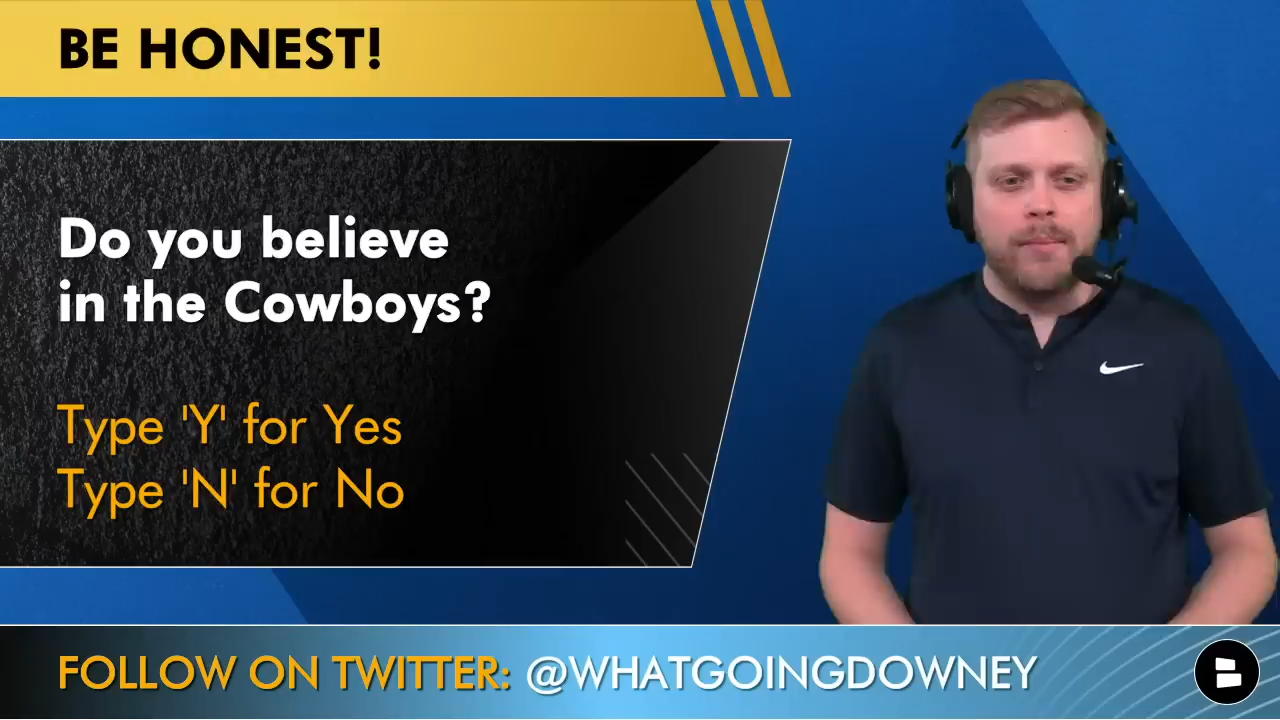 BE HONEST!
Do you believe
in the Cowboys?
Type 'Y' for Yes
Type 'N' for No
FOLLOW ON TWITTER: @WHATGOINGDOWNEY